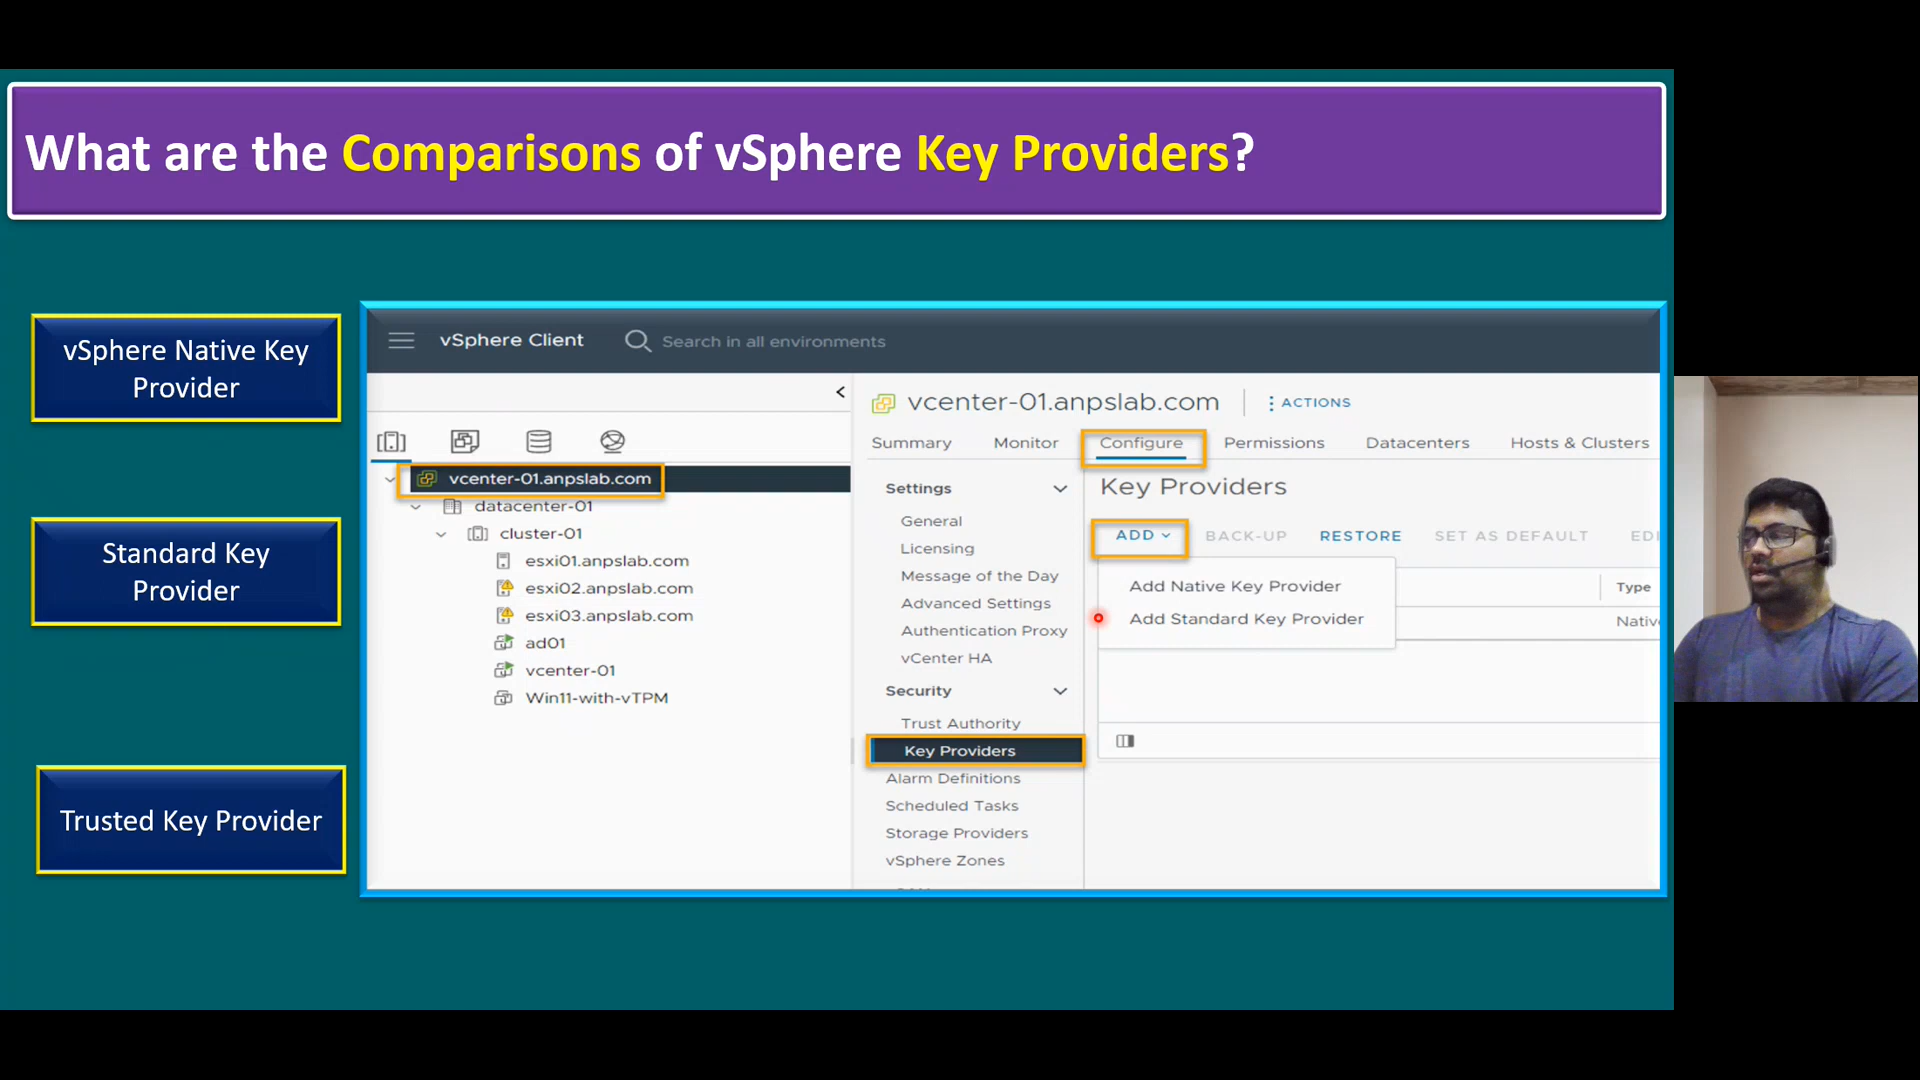 What are the Comparisons of vSphere Key Providers?
vSphere Native Key
Provider
Standard Key
Provider
Trusted Key Provider
vSphere Client
Search in all environments
vcenter-01.anpslab.com
datacenter-01
cluster-01
esxi01.anpslab.com
esxi02.anpslab.com
esxi03.anpslab.com
ad01
vcenter-01
Win11-with-vTPM
vcenter-01.anpslab.com
ACTIONS
Summary Monitor Configure Permissions Datacenters Hosts & Clusters
Settings
General
Licensing
Message of the Day
Advanced Settings
Authentication Proxy
vCenter HA
Security
Trust Authority
Key Providers
Alarm Definitions
Scheduled Tasks
Storage Providers
vSphere Zones
Key Providers
ADD BACK-UP RESTORE SET AS DEFAULT
Add Native Key Provider
Add Standard Key Provider
Type